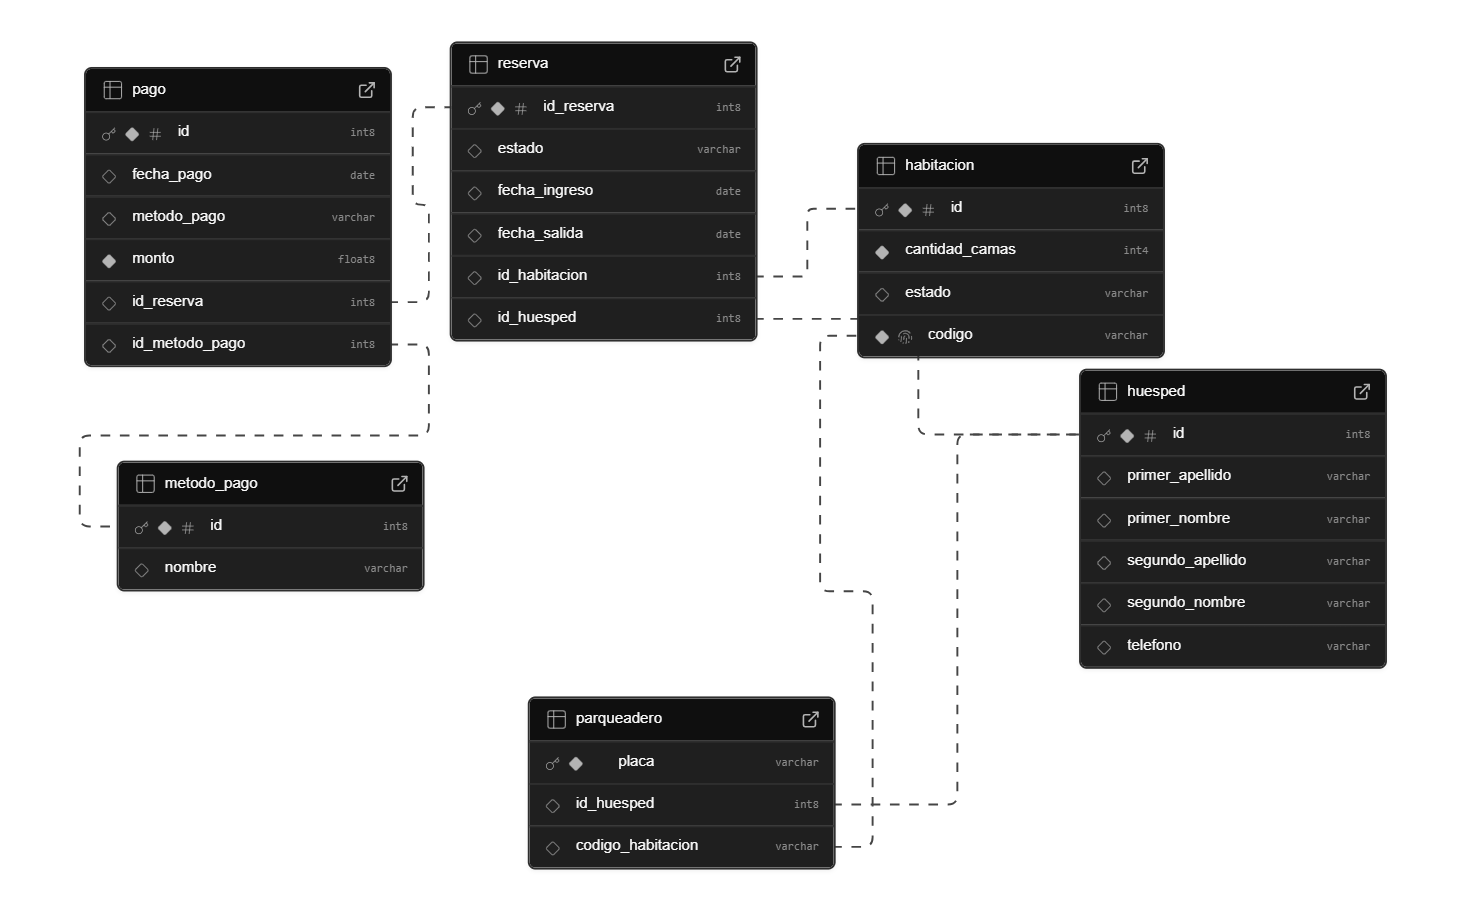 pago
id int8
fecha_pago date
metodo_pago varchar
monto float8
id_reserva int8
id_metodo_pago int8
reserva
id_reserva int8
estado varchar
fecha_ingreso date
fecha_salida date
id_habitacion int8
id_huesped int8
habitacion
id int8
cantidad_camas int4
estado varchar
codigo varchar
huesped
id int8
primer_apellido varchar
primer_nombre varchar
segundo_apellido varchar
segundo_nombre varchar
telefono varchar
metodo_pago
id int8
nombre varchar
parqueadero
placa varchar
id_huesped int8
codigo_habitacion varchar